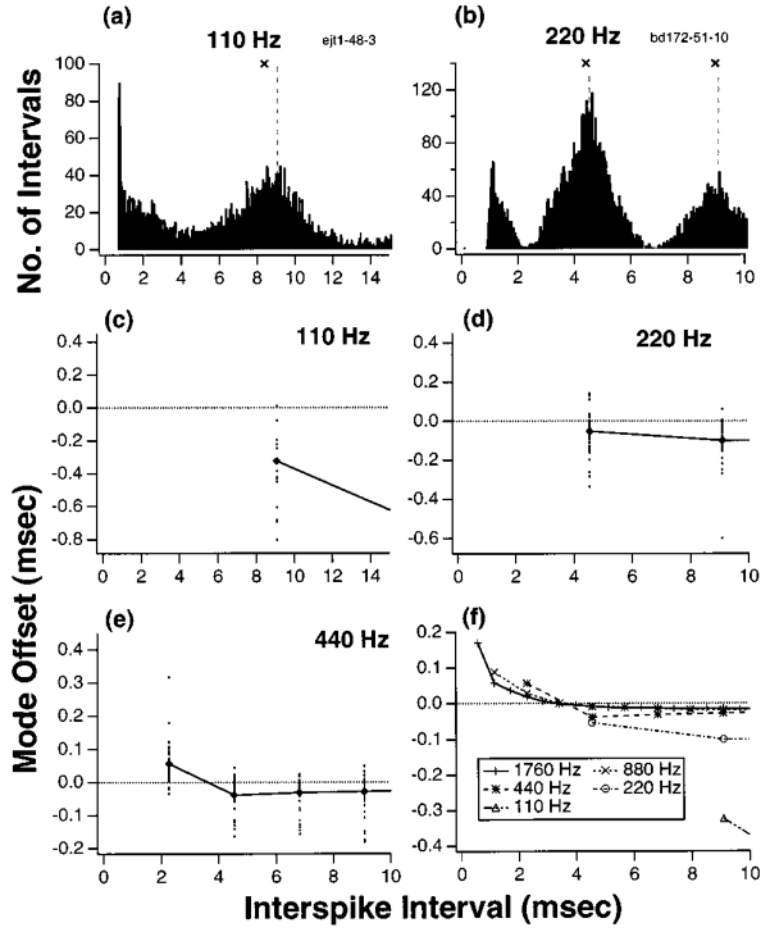 (a)
110 Hz
ejt1-48-3
(b)
220 Hz
bd172-51-10
No. of Intervals
100
80
60
40
20
0
0 2 4 6 8 10 12 14
120
80
40
0
0 2 4 6 8 10
(c)
110 Hz
0.4
0.2
0.0
-0.2
-0.4
-0.6
-0.8
0 2 4 6 8 10 12 14
(d)
220 Hz
0.4
0.2
0.0
-0.2
-0.4
-0.6
0 2 4 6 8 10
Mode Offset (msec)
(e)
440 Hz
0.4
0.3
0.2
0.1
0.0
-0.1
-0.2
0 2 4 6 8 10
(f)
0.2
0.1
0.0
-0.1
-0.2
-0.3
-0.4
1760 Hz
880 Hz
440 Hz
220 Hz
110 Hz
0 2 4 6 8 10
Interspike Interval (msec)